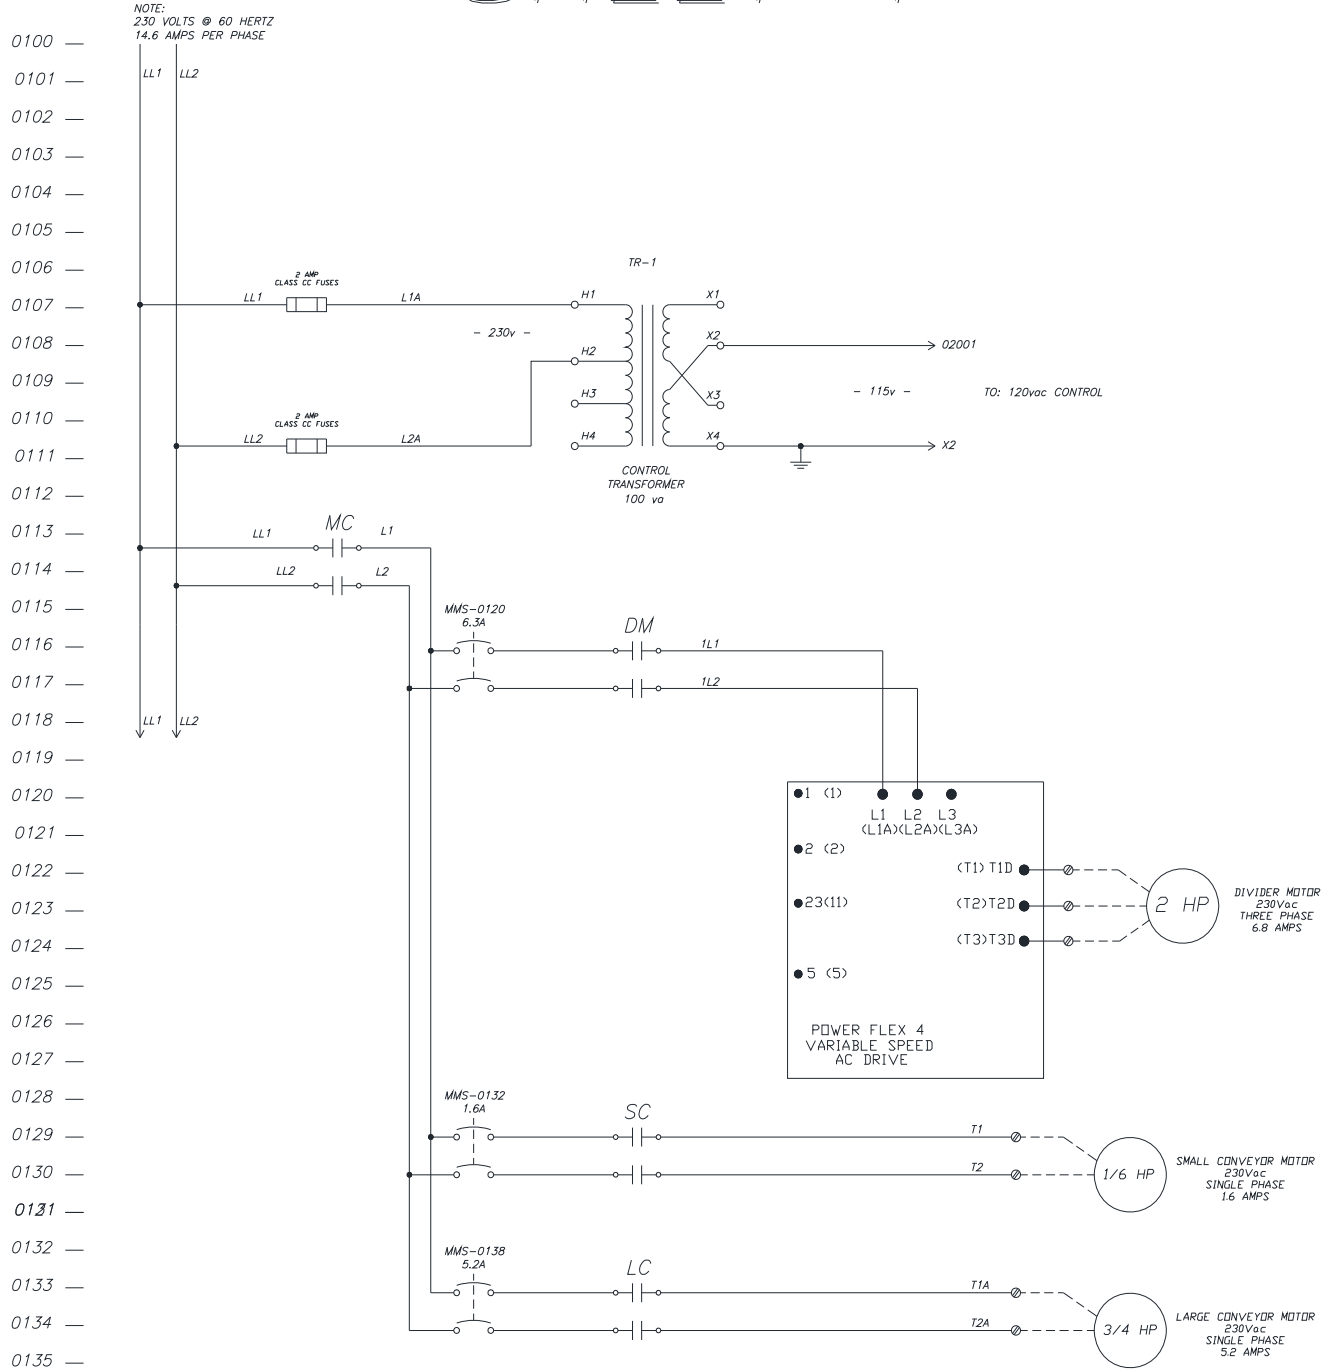 NOTE:
230 VOLTS @ 60 HERTZ
14.6 AMPS PER PHASE
0100
LL1 LL2
0101
0102
0103
0104
0105
0106
TR-1
2 AMP
CLASS CC FUSES
0107
LL1
L1A
H1
X1
- 230v -
0108
H2
X2
02001
0109
H3
X3
- 115v -
TO: 120vac CONTROL
0110
2 AMP
CLASS CC FUSES
LL2
L2A
H4
X4
X2
0111
CONTROL
TRANSFORMER
100 va
0112
0113
LL1
MC
L1
0114
LL2
L2
0115
MMS-0120
6.3A
DM
0116
1L1
0117
1L2
0118
LL1 LL2
0119
0120
1 (1)
L1 L2 L3
(L1A)(L2A)(L3A)
0121
2 (2)
0122
(T1) T1D
0123
23(11)
(T2)T2D
2 HP
DIVIDER MOTOR
230Vac
THREE PHASE
6.8 AMPS
0124
(T3)T3D
0125
5 (5)
0126
0127
POWER FLEX 4
VARIABLE SPEED
AC DRIVE
0128
MMS-0132
1.6A
SC
0129
T1
0130
T2
1/6 HP
SMALL CONVEYOR MOTOR
230Vac
SINGLE PHASE
1.6 AMPS
0132
MMS-0138
5.2A
LC
0133
T1A
0134
T2A
3/4 HP
LARGE CONVEYOR MOTOR
230Vac
SINGLE PHASE
5.2 AMPS
0135